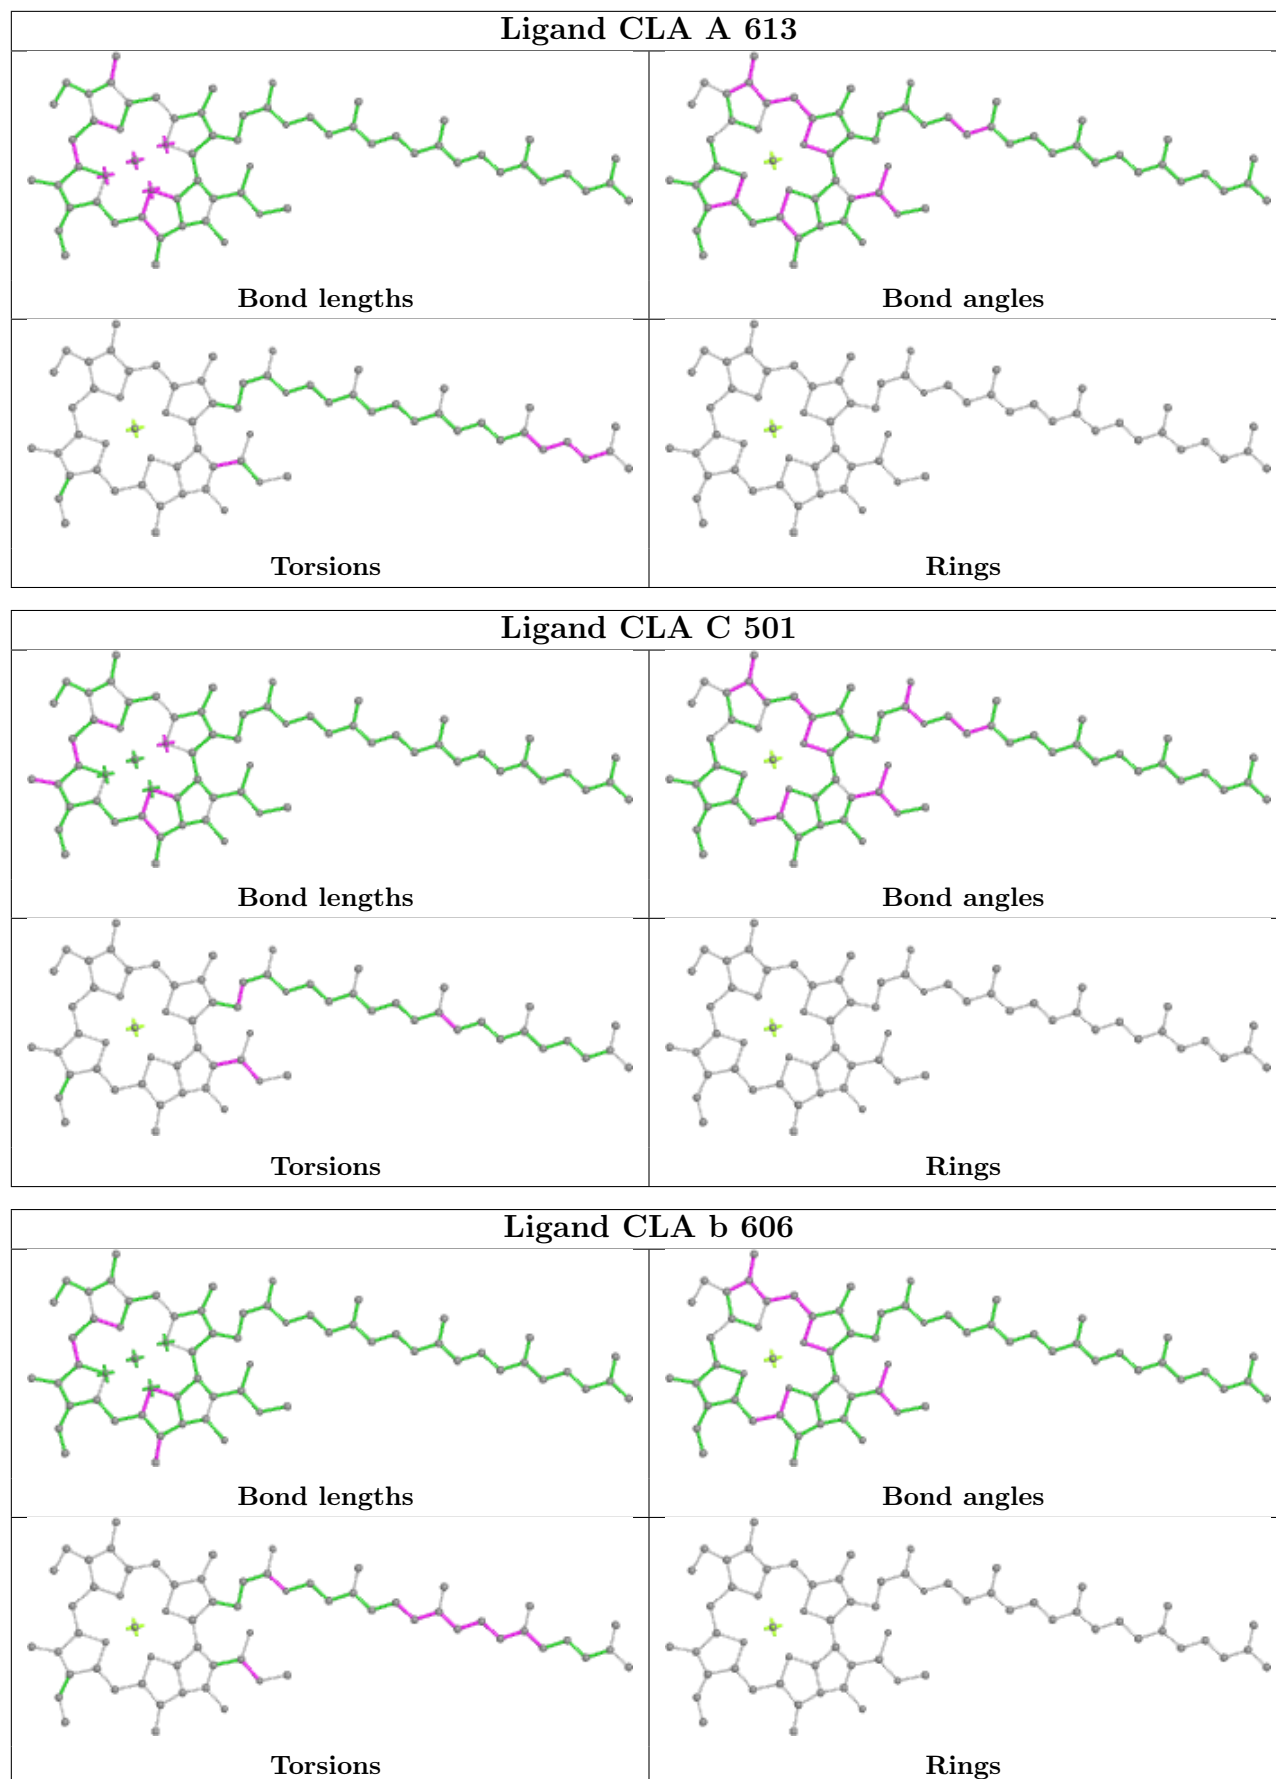 Ligand CLA A 613
Bond lengths
Bond angles
Torsions
Rings
Ligand CLA C 501
Bond lengths
Bond angles
Torsions
Rings
Ligand CLA b 606
Bond lengths
Bond angles
Torsions
Rings